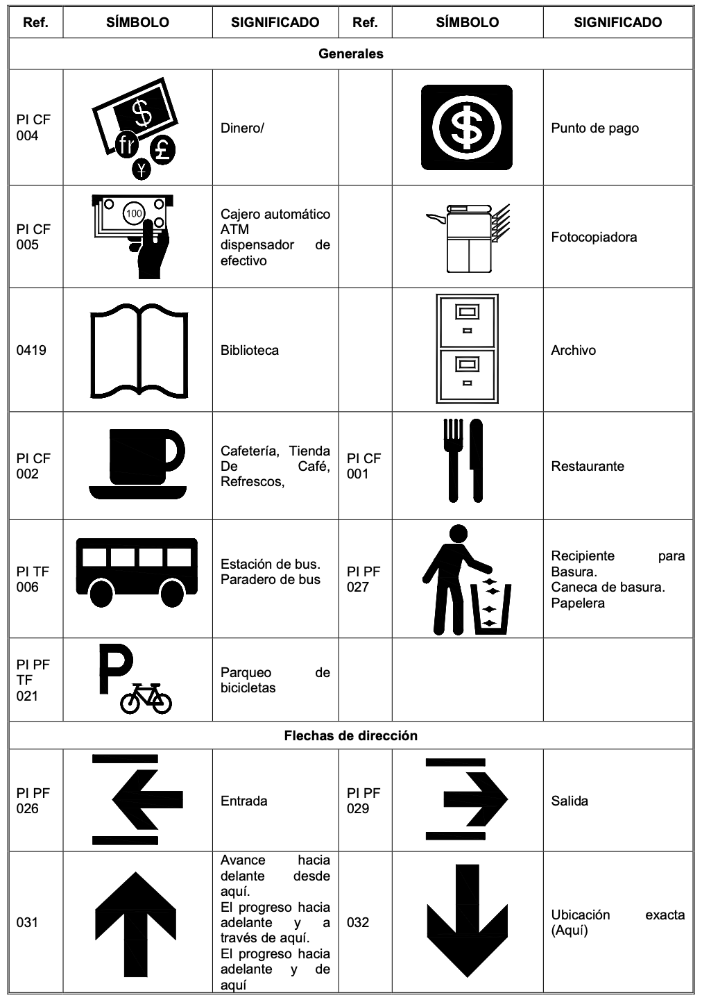 Ref. SÍMBOLO SIGNIFICADO Ref. SÍMBOLO SIGNIFICADO
Generales
PI CF
004
$
fr
£
¥
Dinero/
$
Punto de pago
PI CF
005
100
Cajero automático
ATM
dispensador de
efectivo
Fotocopiadora
0419
Biblioteca
Archivo
PI CF
002
Cafetería, Tienda
De Café,
Refrescos,
PI CF
001
Restaurante
PI TF
006
Estación de bus.
Paradero de bus
PI PF
027
Recipiente para
Basura.
Caneca de basura.
Papelera
PI PF
TF
021
P
Parqueo de
bicicletas
Flechas de dirección
PI PF
026
Entrada
PI PF
029
Salida
031
Avance hacia
delante desde
aquí.
El progreso hacia
adelante y a
través de aquí.
El progreso hacia
adelante y de
aquí
032
Ubicación exacta
(Aquí)